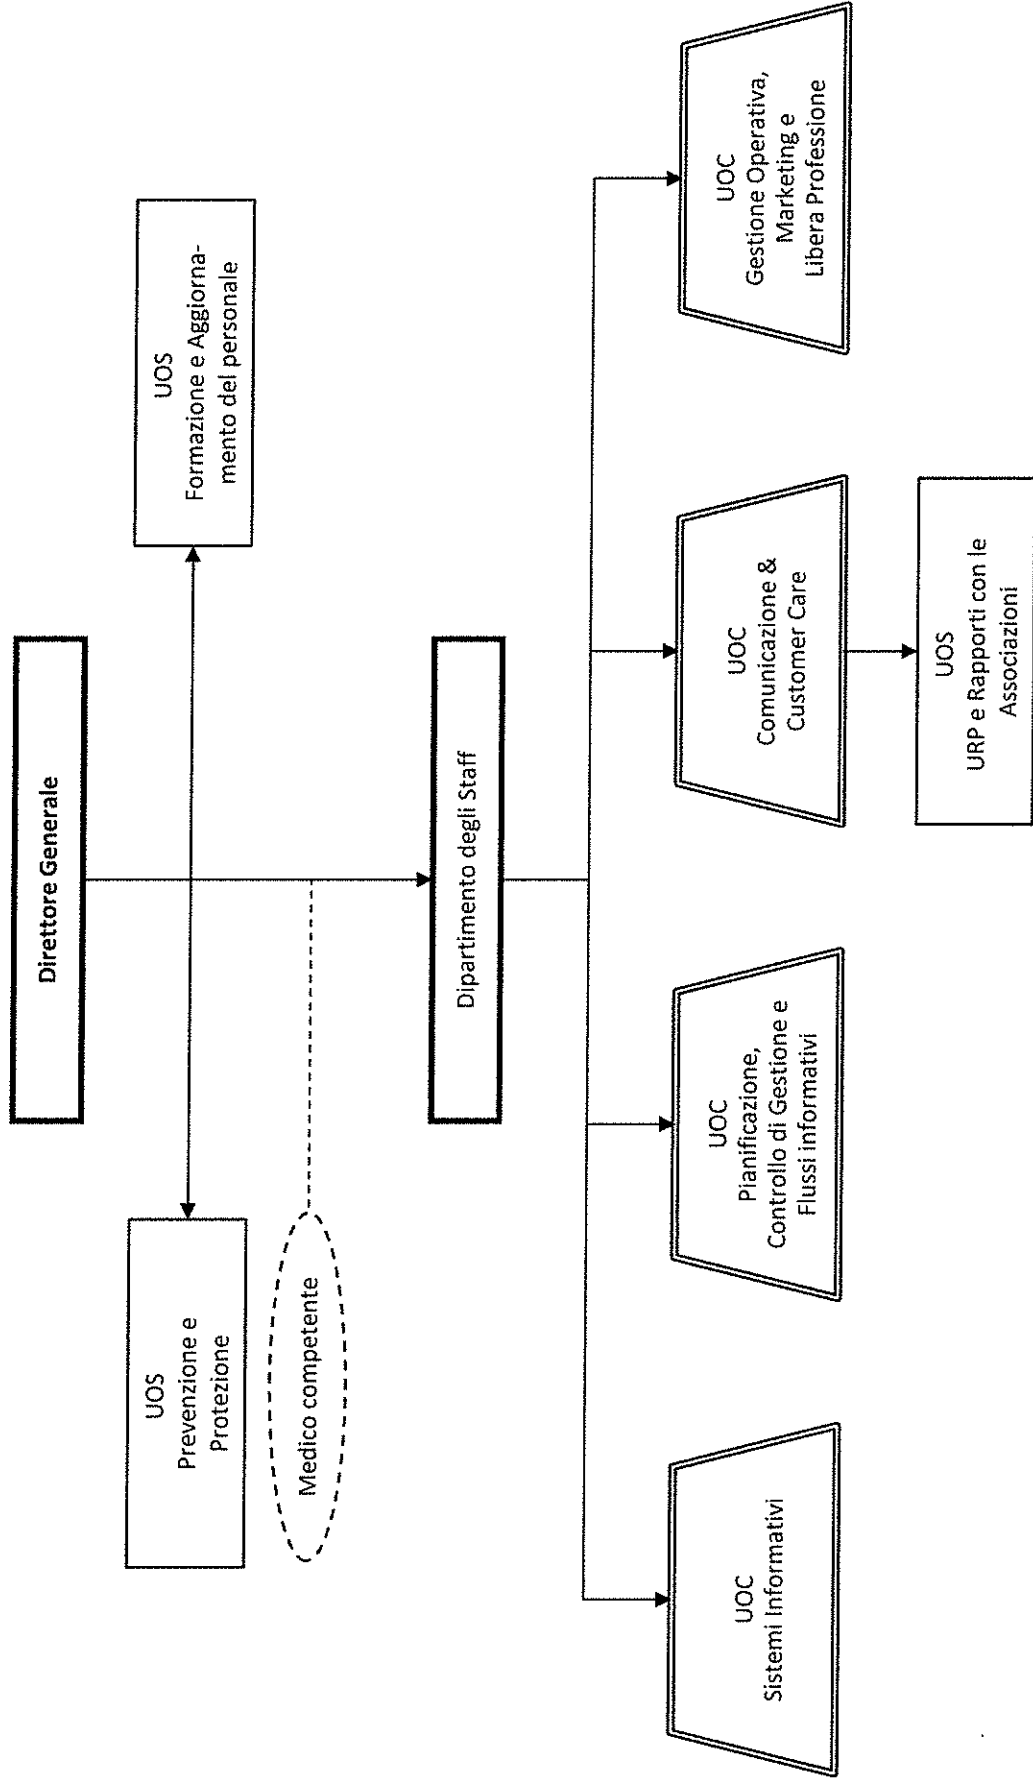 Direttore Generale
UOS
Prevenzione e
Protezione
UOS
Formazione e Aggiorna-
mento del personale
Medico competente
Dipartimento degli Staff
UOC
Sistemi Informativi
UOC
Pianificazione,
Controllo di Gestione e
Flussi informativi
UOC
Comunicazione &
Customer Care
UOC
Gestione Operativa,
Marketing e
Libera Professione
UOS
URP e Rapporti con le
Associazioni